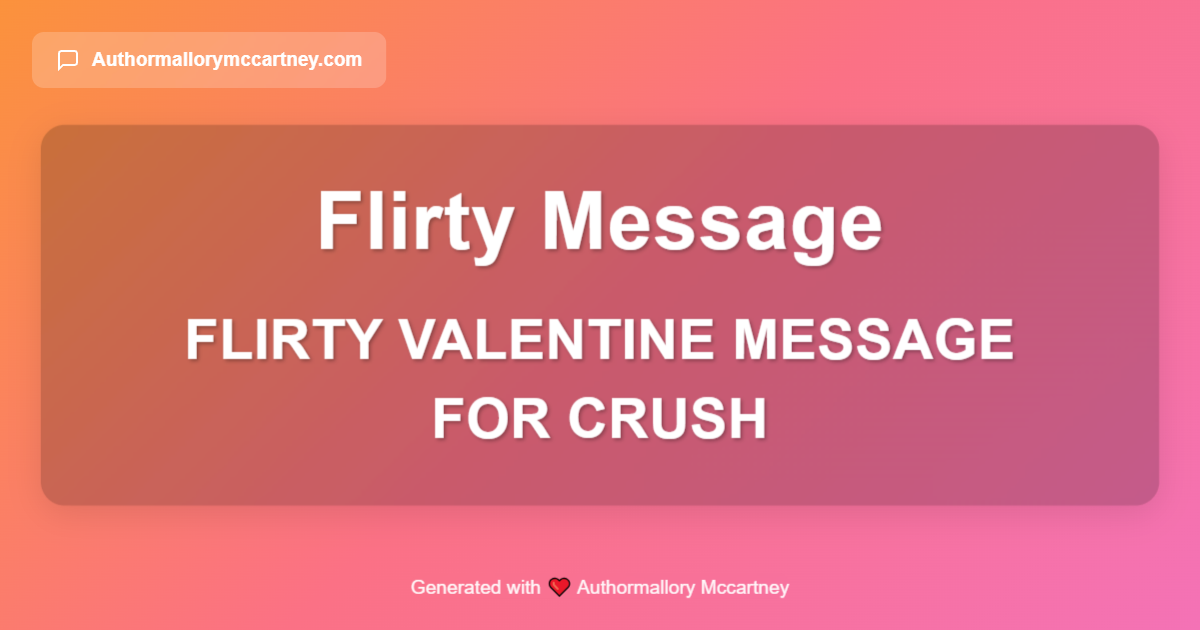 Authormallorymccartney.com
Flirty Message
FLIRTY VALENTINE MESSAGE
FOR CRUSH
Generated with ❤️ Authormallory Mccartney